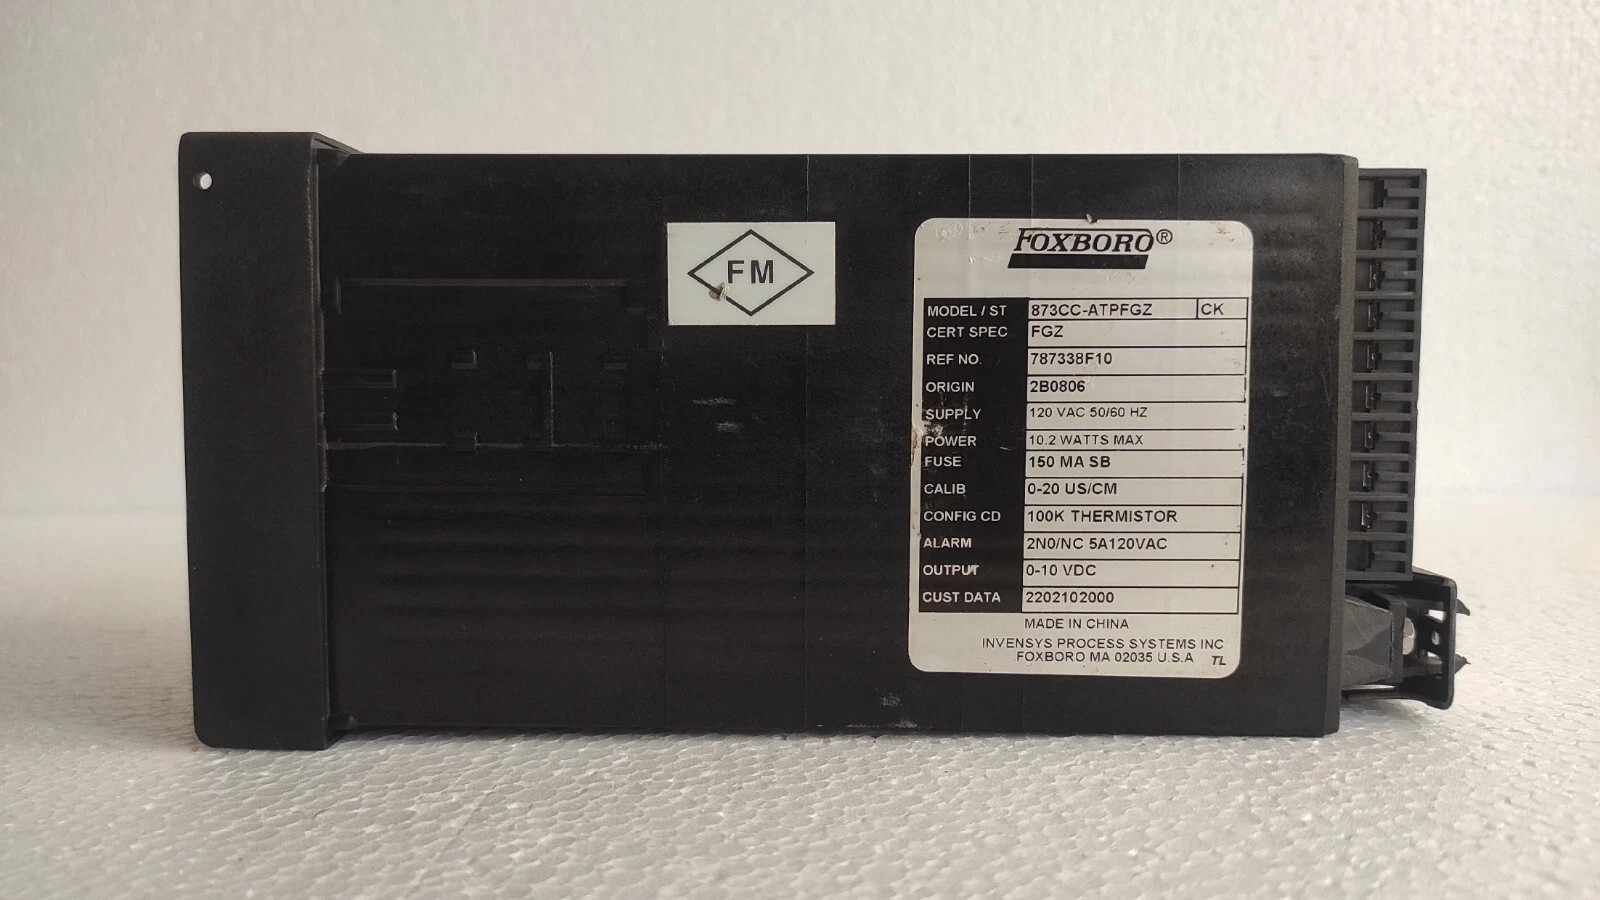 FM
FOXBORO®
MODEL / ST 873CC-ATPFGZ CK
CERT SPEC FGZ
REF NO. 787338F10
ORIGIN 2B0806
SUPPLY 120 VAC 50/60 HZ
POWER 10.2 WATTS MAX
FUSE 150 MA SB
CALIB 0-20 US/CM
CONFIG CD 100K THERMISTOR
ALARM 2N0/NC 5A120VAC
OUTPUT 0-10 VDC
CUST DATA 2202102000
MADE IN CHINA
INVENSYS PROCESS SYSTEMS INC
FOXBORO MA 02035 U.S.A TL